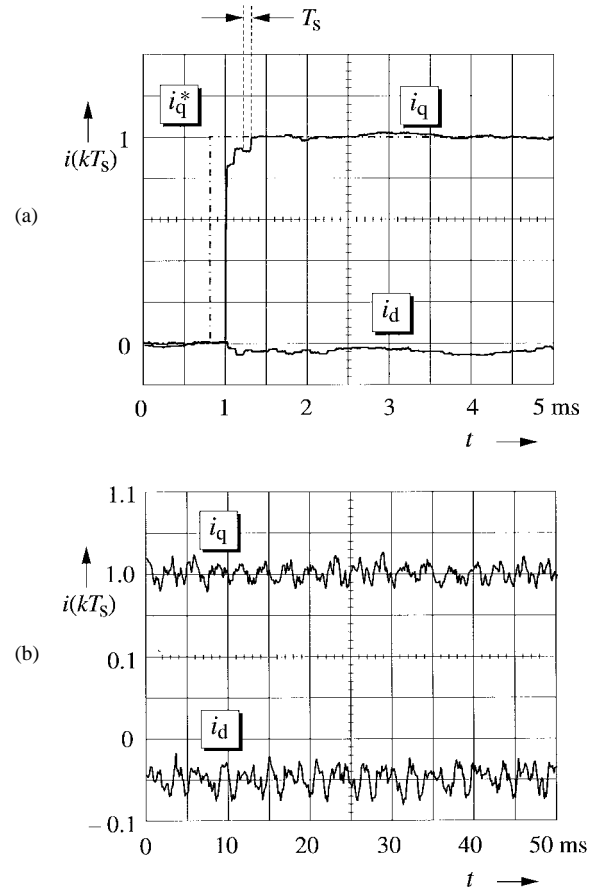 T_S
i_q^*
i_q
1
i(kT_S)
(a)
i_d
0
0 1 2 3 4 5 ms
t
1.1
i_q
1.0
i(kT_S)
(b)
0.1
i_d
0
– 0.1
0 10 20 30 40 50 ms
t